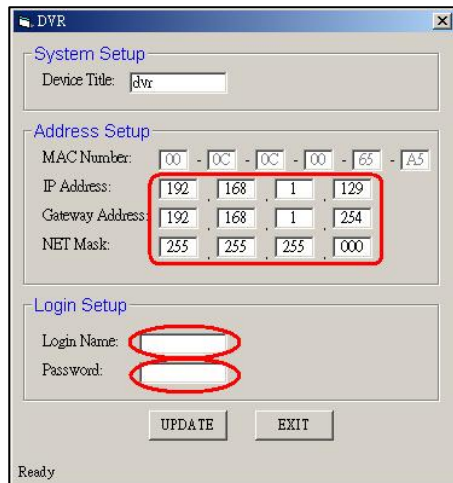 DVR
System Setup
Device Title: dvr
Address Setup
MAC Number: 00 - 0C - 0C - 00 - 65 - A5
IP Address: 192 . 168 . 1 . 129
Gateway Address: 192 . 168 . 1 . 254
NET Mask: 255 . 255 . 255 . 000
Login Setup
Login Name:
Password:
UPDATE EXIT
Ready